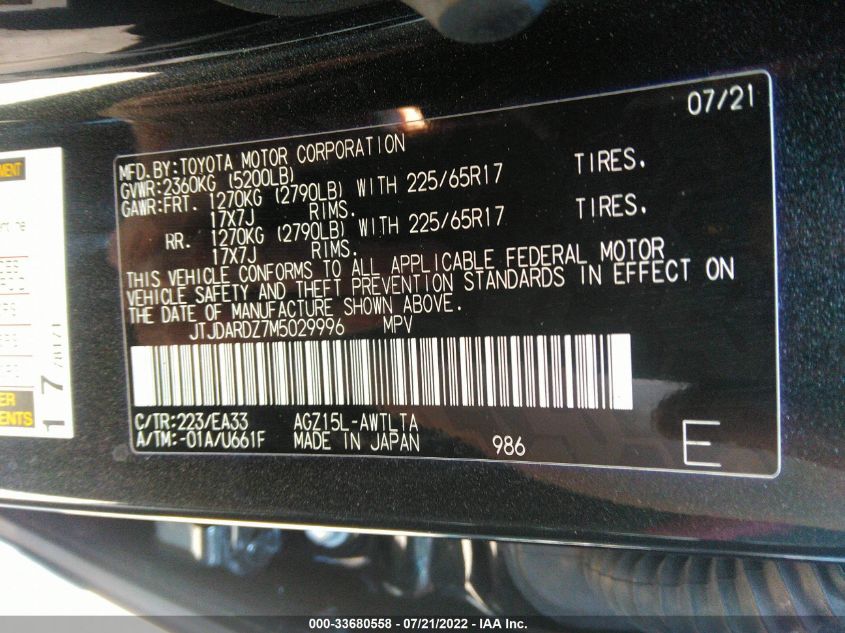 07/21
MFD.BY:TOYOTA MOTOR CORPORATION
GVWR:2360KG (5200LB)
GAWR:FRT. 1270KG (2790LB) WITH 225/65R17 TIRES.
17X7J RIMS.
RR. 1270KG (2790LB) WITH 225/65R17 TIRES.
17X7J RIMS.
THIS VEHICLE CONFORMS TO ALL APPLICABLE FEDERAL MOTOR
VEHICLE SAFETY AND THEFT PREVENTION STANDARDS IN EFFECT ON
THE DATE OF MANUFACTURE SHOWN ABOVE.
JTJDARDZ7M5029996 MPV
C/TR:223/EA33 AGZ15L-AWTLTA
A/TM:-01A/U661F MADE IN JAPAN 986 E
000-33680558 - 07/21/2022 - IAA Inc.